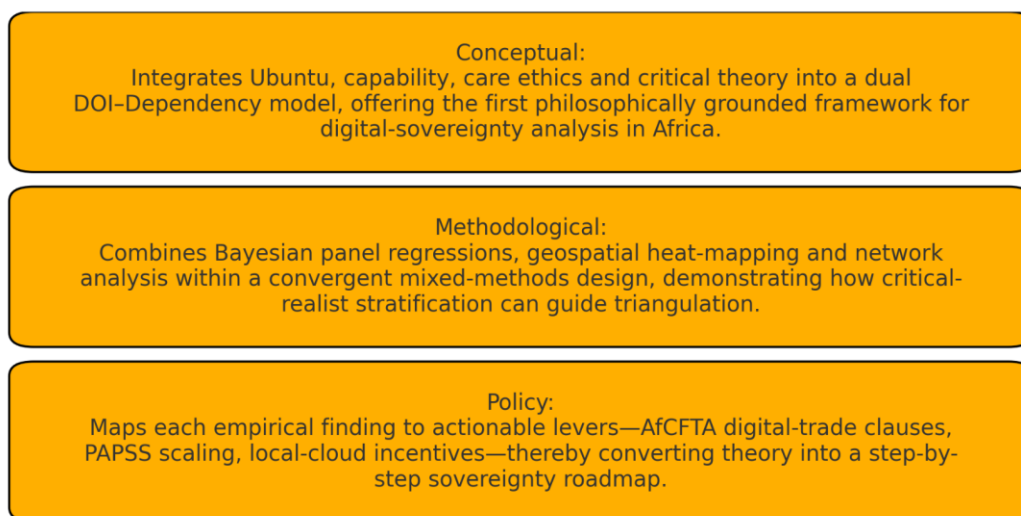 Conceptual:
Integrates Ubuntu, capability, care ethics and critical theory into a dual
DOI–Dependency model, offering the first philosophically grounded framework for
digital-sovereignty analysis in Africa.
Methodological:
Combines Bayesian panel regressions, geospatial heat-mapping and network
analysis within a convergent mixed-methods design, demonstrating how critical-
realist stratification can guide triangulation.
Policy:
Maps each empirical finding to actionable levers—AfCFTA digital-trade clauses,
PAPSS scaling, local-cloud incentives—thereby converting theory into a step-by-
step sovereignty roadmap.